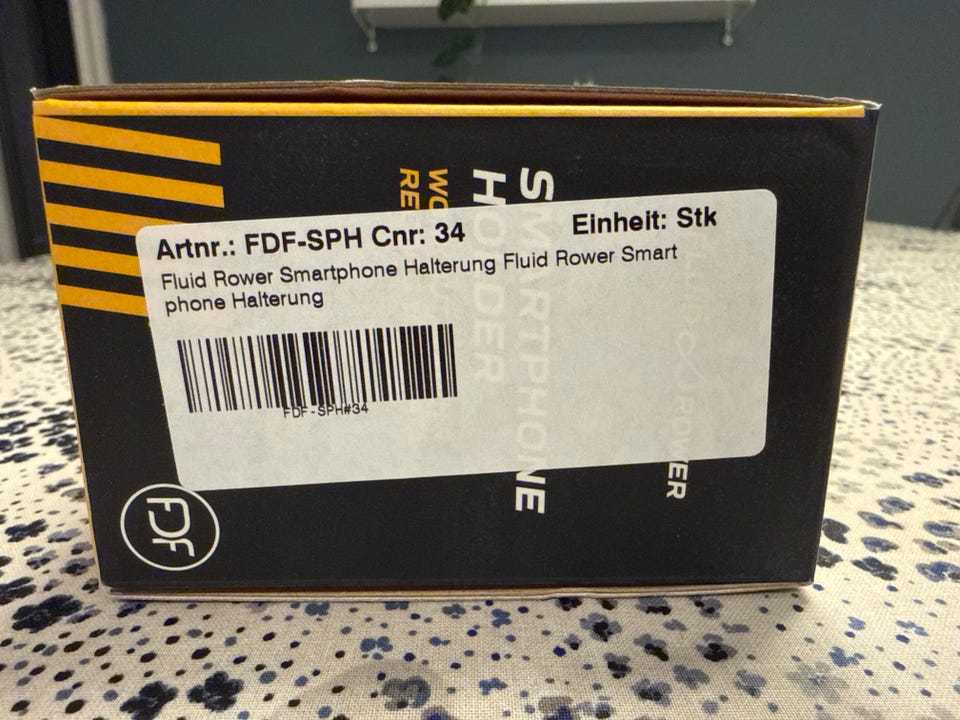 Artnr.: FDF-SPH Cnr: 34
Einheit: Stk
Fluid Rower Smartphone Halterung Fluid Rower Smart
phone Halterung
FDF-SPH#34
SMARTPHONE
HOLDER
FDF